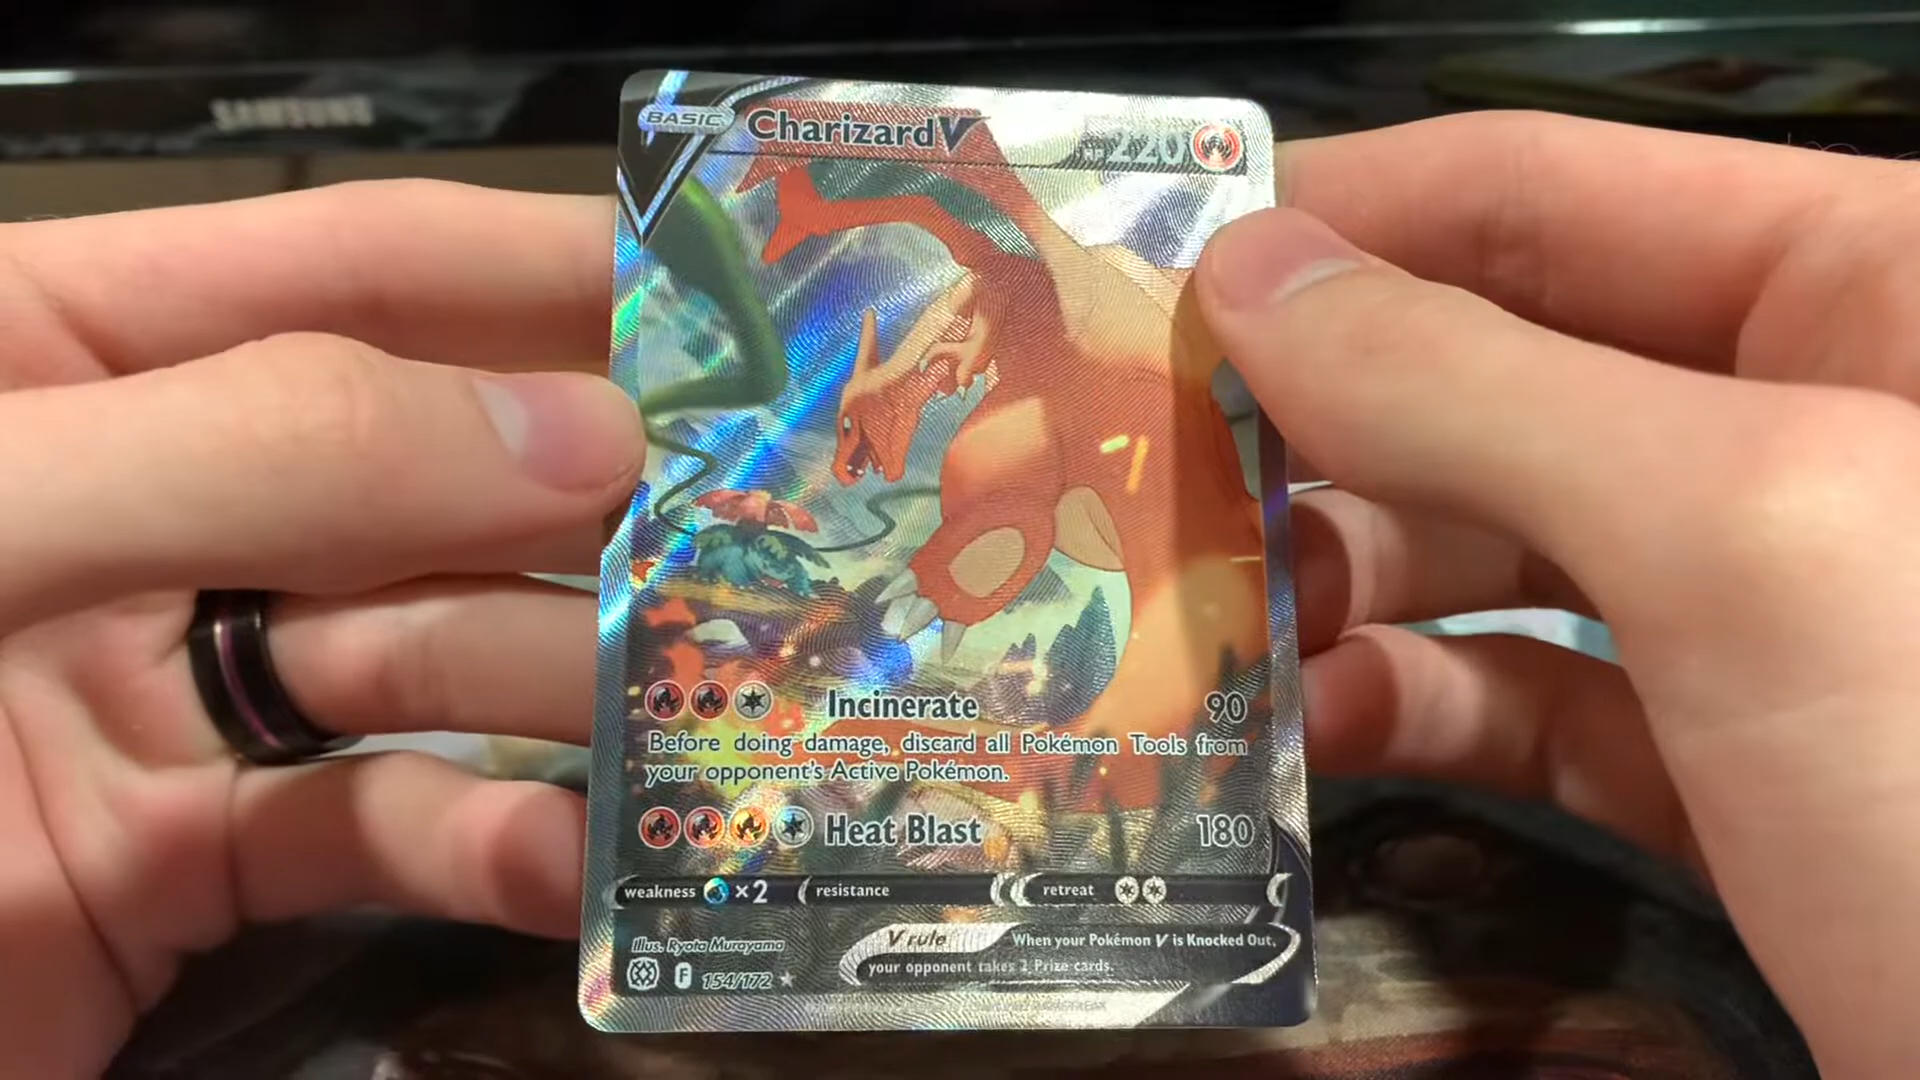 SAMSUNG
BASIC
Charizard V
220
Incinerate 90
Before doing damage, discard all Pokémon Tools from
your opponent's Active Pokémon.
Heat Blast 180
weakness ×2 resistance retreat
Illus. Ryota Murayama
V rule When your Pokémon V is Knocked Out,
your opponent takes 2 Prize cards.
F 154/172